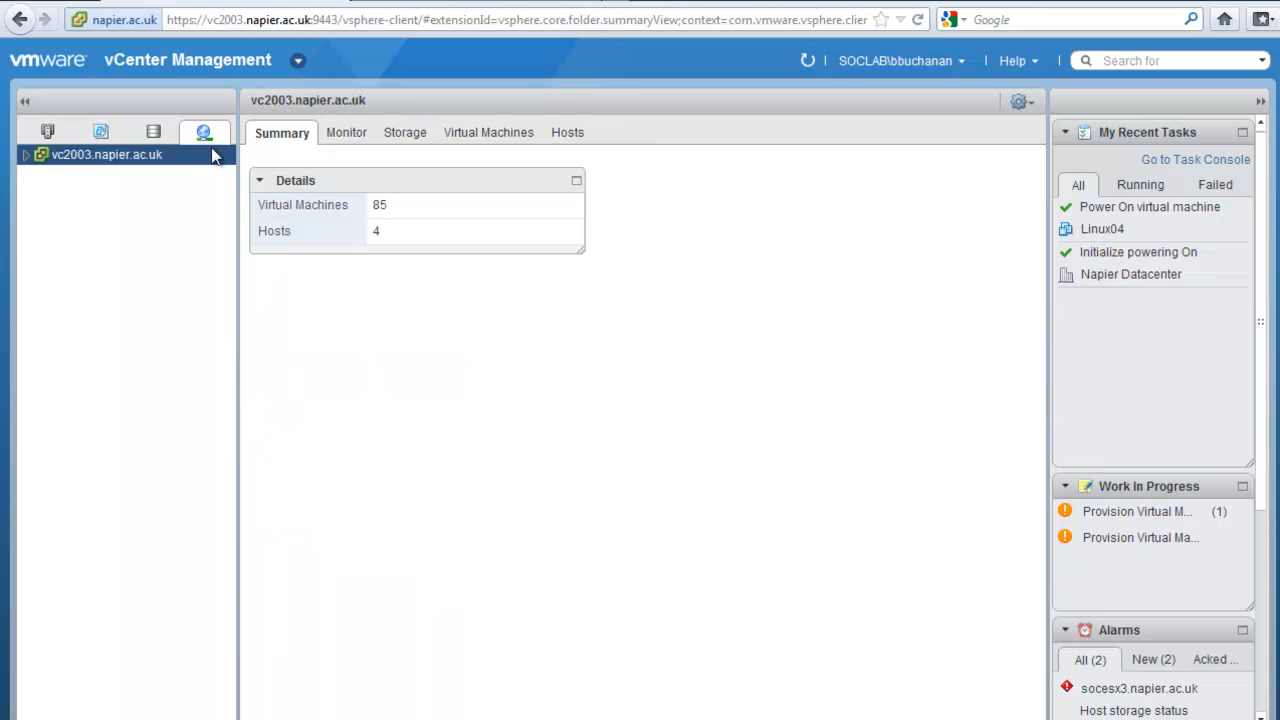 napier.ac.uk
https://vc2003.napier.ac.uk:9443/vsphere-client/#extensionId=vsphere.core.folder.summaryView;context=com.vmware.vsphere.clier
Google
vmware vCenter Management
SOCLAB\bbuchanan
Help
Search for
vc2003.napier.ac.uk
vc2003.napier.ac.uk
Summary Monitor Storage Virtual Machines Hosts
Details
Virtual Machines 85
Hosts 4
My Recent Tasks
Go to Task Console
All Running Failed
Power On virtual machine
Linux04
Initialize powering On
Napier Datacenter
Work In Progress
Provision Virtual M... (1)
Provision Virtual Ma...
Alarms
All (2) New (2) Acked ...
socesx3.napier.ac.uk
Host storage status